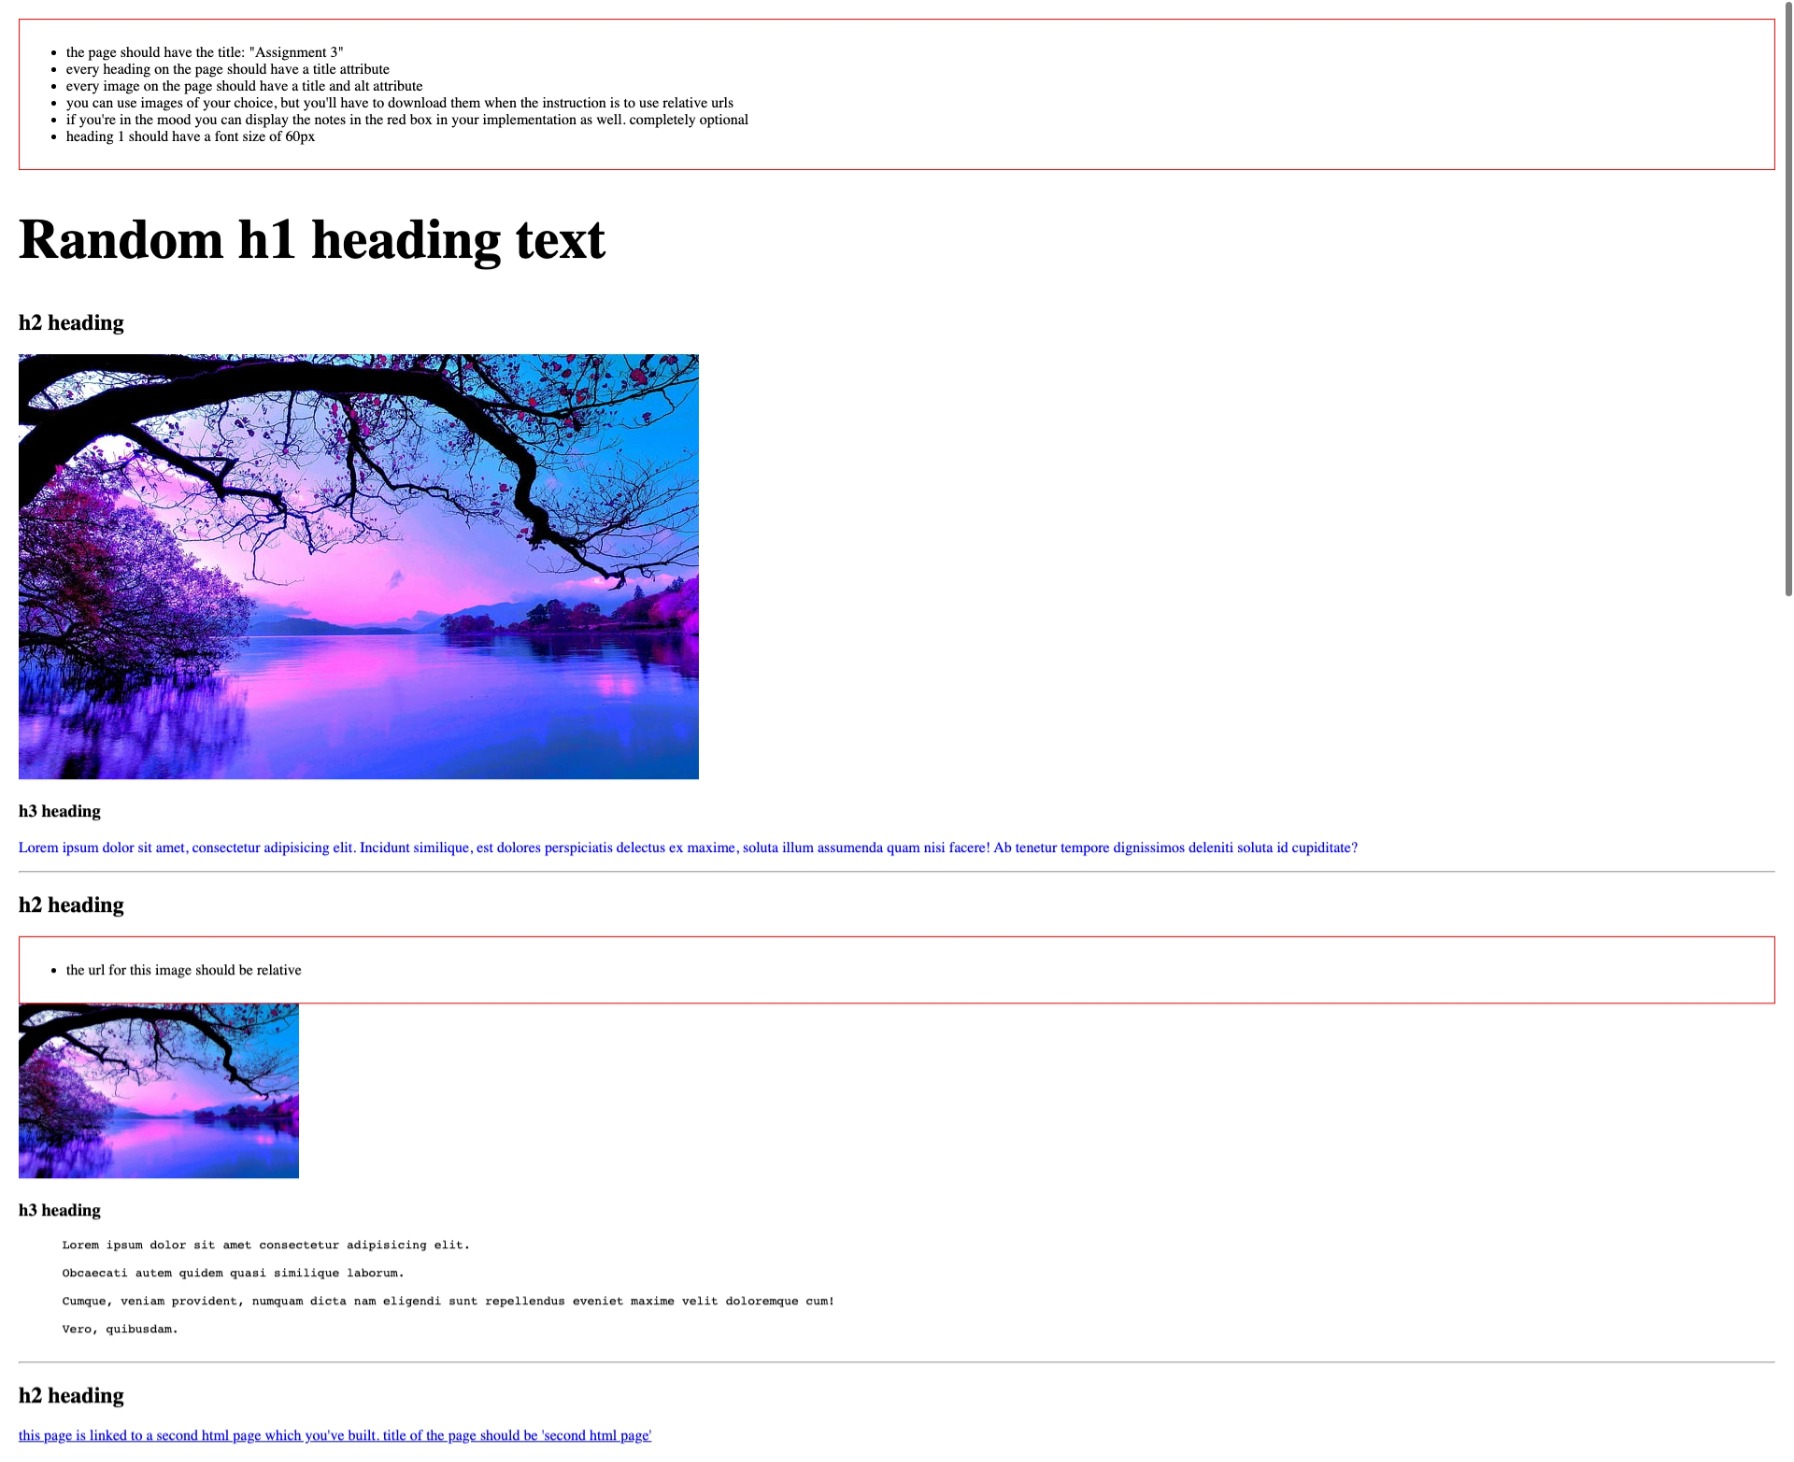 the page should have the title: "Assignment 3"
every heading on the page should have a title attribute
every image on the page should have a title and alt attribute
you can use images of your choice, but you'll have to download them when the instruction is to use relative urls
if you're in the mood you can display the notes in the red box in your implementation as well. completely optional
heading 1 should have a font size of 60px
Random h1 heading text
h2 heading
h3 heading
Lorem ipsum dolor sit amet, consectetur adipisicing elit. Incidunt similique, est dolores perspiciatis delectus ex maxime, soluta illum assumenda quam nisi facere! Ab tenetur tempore dignissimos deleniti soluta id cupiditate?
h2 heading
the url for this image should be relative
h3 heading
Lorem ipsum dolor sit amet consectetur adipisicing elit.
Obcaecati autem quidem quasi similique laborum.
Cumque, veniam provident, numquam dicta nam eligendi sunt repellendus eveniet maxime velit doloremque cum!
Vero, quibusdam.
h2 heading
this page is linked to a second html page which you've built. title of the page should be 'second html page'